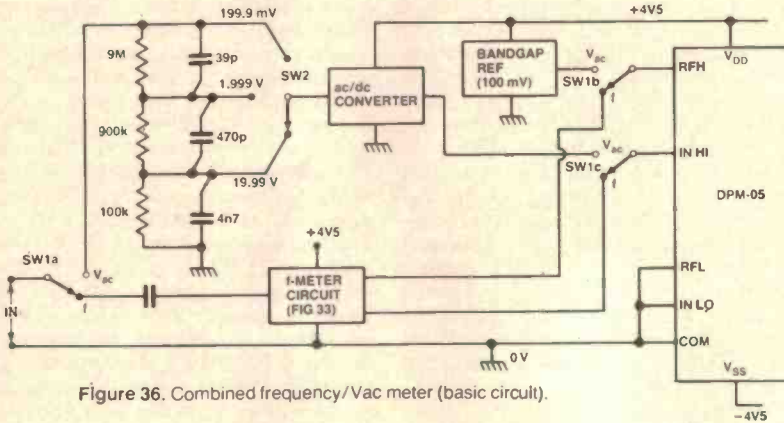 199.9 mV
+4V5
9M
39p
BANDGAP
REF
(100 mV)
Vac
SW1b
VDD
RFH
f
1.999 V
SW2
ac/dc
CONVERTER
900k
470p
Vac
SW1c
f
IN HI
DPM-05
19.99 V
100k
4n7
+4V5
SW1a
Vac
f
IN
f-METER
CIRCUIT
(FIG 33)
RFL
IN LO
COM
0 V
VSS
-4V5
Figure 36. Combined frequency/Vac meter (basic circuit).